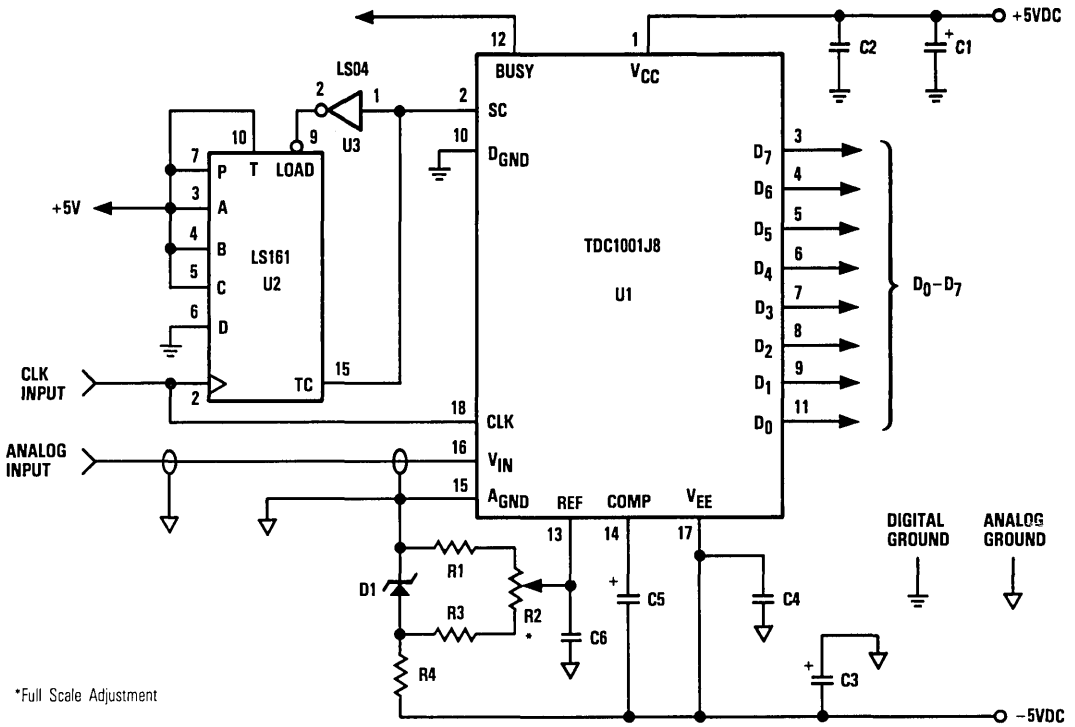 +5VDC
12
1
C2
+
C1
BUSY
VCC
LS04
2
1
2
SC
U3
10
9
10
DGND
T
LOAD
7
P
3
A
+5V
4
B
LS161
5
C
U2
6
D
TDC1001J8
U1
D7
3
D6
4
D5
5
D4
6
D3
7
D2
8
D1
9
D0
11
D0–D7
CLK
INPUT
2
TC
15
18
CLK
ANALOG
INPUT
16
VIN
15
AGND
REF
COMP
VEE
13
14
17
DIGITAL
GROUND
ANALOG
GROUND
R1
D1
R2
*
R3
R4
C6
+
C5
C4
+
C3
–5VDC
*Full Scale Adjustment